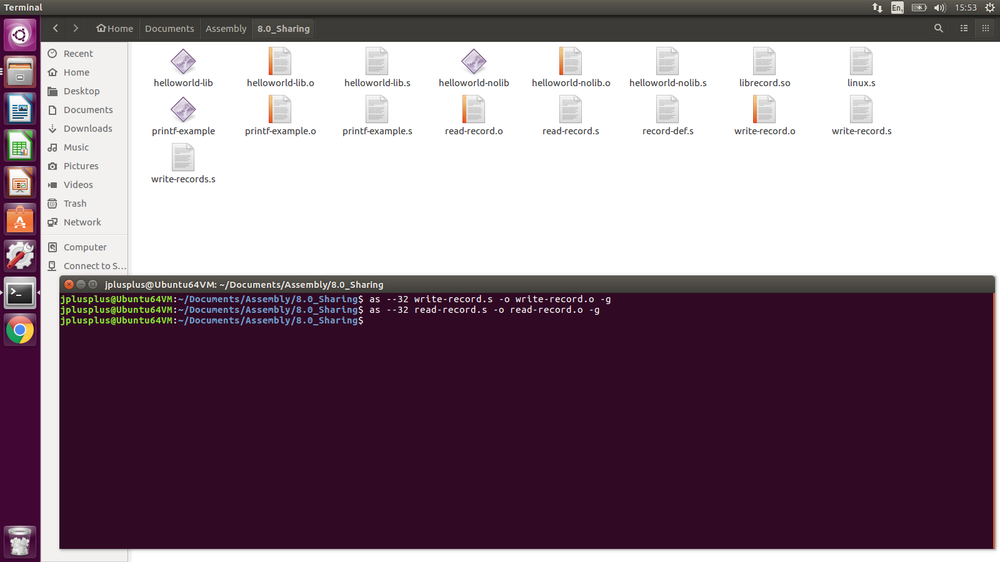 Terminal
En1
15:53
Home Documents Assembly 8.0_Sharing
Recent
Home
Desktop
Documents
Downloads
Music
Pictures
Videos
Trash
Network
Computer
Connect to S...
helloworld-lib helloworld-lib.o helloworld-lib.s helloworld-nolib helloworld-nolib.o helloworld-nolib.s librecord.so linux.s
printf-example printf-example.o printf-example.s read-record.o read-record.s record-def.s write-record.o write-record.s
write-records.s
jplusplus@Ubuntu64VM: ~/Documents/Assembly/8.0_Sharing
jplusplus@Ubuntu64VM:~/Documents/Assembly/8.0_Sharing$ as --32 write-record.s -o write-record.o -g
jplusplus@Ubuntu64VM:~/Documents/Assembly/8.0_Sharing$ as --32 read-record.s -o read-record.o -g
jplusplus@Ubuntu64VM:~/Documents/Assembly/8.0_Sharing$